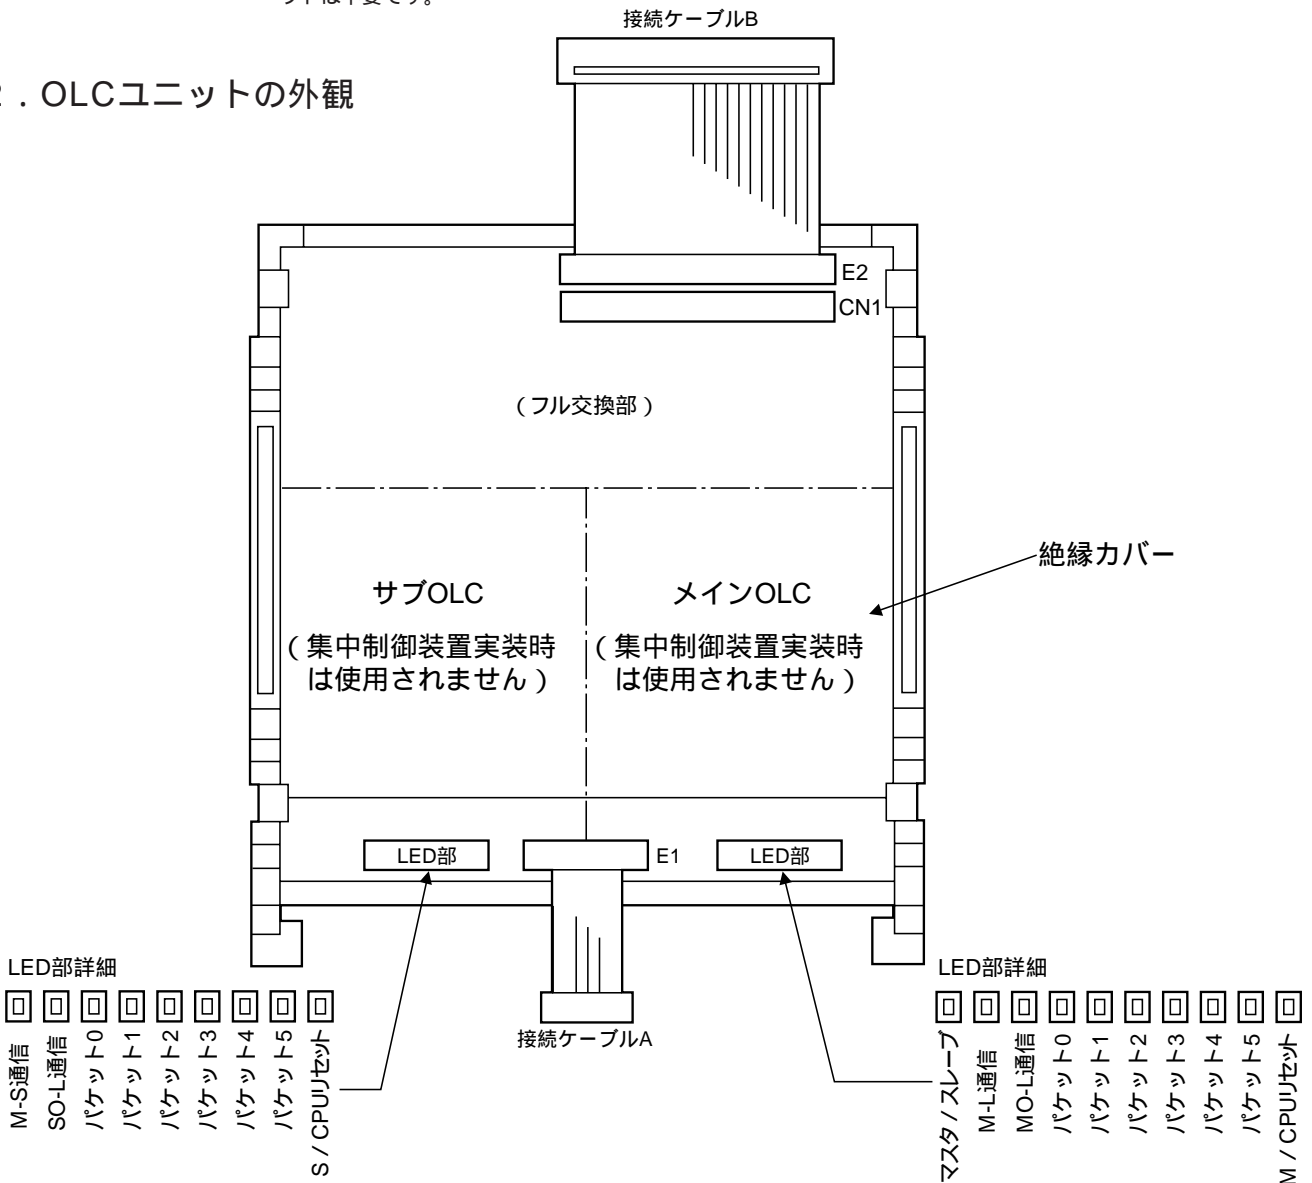 ットは不要です。
接続ケーブルB
２．OLCユニットの外観
E2
CN1
（フル交換部）
絶縁カバー
サブOLC
（集中制御装置実装時
は使用されません）
メインOLC
（集中制御装置実装時
は使用されません）
LED部
E1
LED部
LED部詳細
M-S通信
SO-L通信
パケット0
パケット1
パケット2
パケット3
パケット4
パケット5
S／CPUリセット
接続ケーブルA
LED部詳細
マスタ／スレーブ
M-L通信
MO-L通信
パケット0
パケット1
パケット2
パケット3
パケット4
パケット5
M／CPUリセット